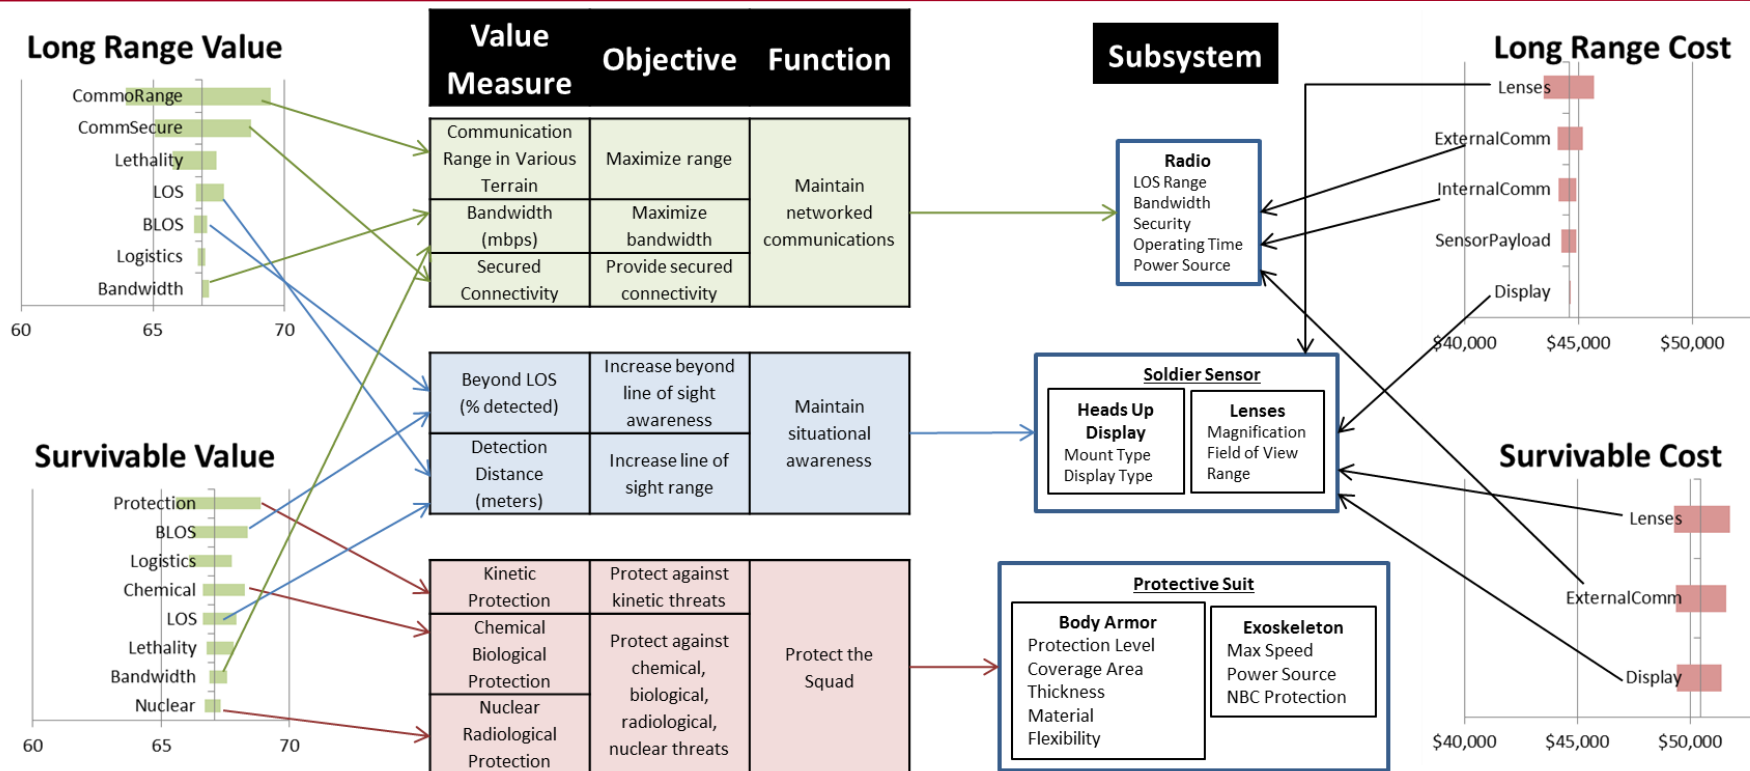 Long Range Value
CommoRange
CommSecure
Lethality
LOS
BLOS
Logistics
Bandwidth
60
65
70
Survivable Value
Protection
BLOS
Logistics
Chemical
LOS
Lethality
Bandwidth
Nuclear
60
65
70
Value
Measure
Objective
Function
Communication
Range in Various
Terrain
Maximize range
Maintain
networked
communications
Bandwidth
(mbps)
Maximize
bandwidth
Secured
Connectivity
Provide secured
connectivity
Beyond LOS
(% detected)
Increase beyond
line of sight
awareness
Maintain
situational
awareness
Detection
Distance
(meters)
Increase line of
sight range
Kinetic
Protection
Protect against
kinetic threats
Protect the
Squad
Chemical
Biological
Protection
Protect against
chemical,
biological,
radiological,
nuclear threats
Nuclear
Radiological
Protection
Subsystem
Radio
LOS Range
Bandwidth
Security
Operating Time
Power Source
Soldier Sensor
Heads Up
Display
Mount Type
Display Type
Lenses
Magnification
Field of View
Range
Protective Suit
Body Armor
Protection Level
Coverage Area
Thickness
Material
Flexibility
Exoskeleton
Max Speed
Power Source
NBC Protection
Long Range Cost
Lenses
ExternalComm
InternalComm
SensorPayload
Display
$40,000
$45,000
$50,000
Survivable Cost
Lenses
ExternalComm
Display
$40,000
$45,000
$50,000